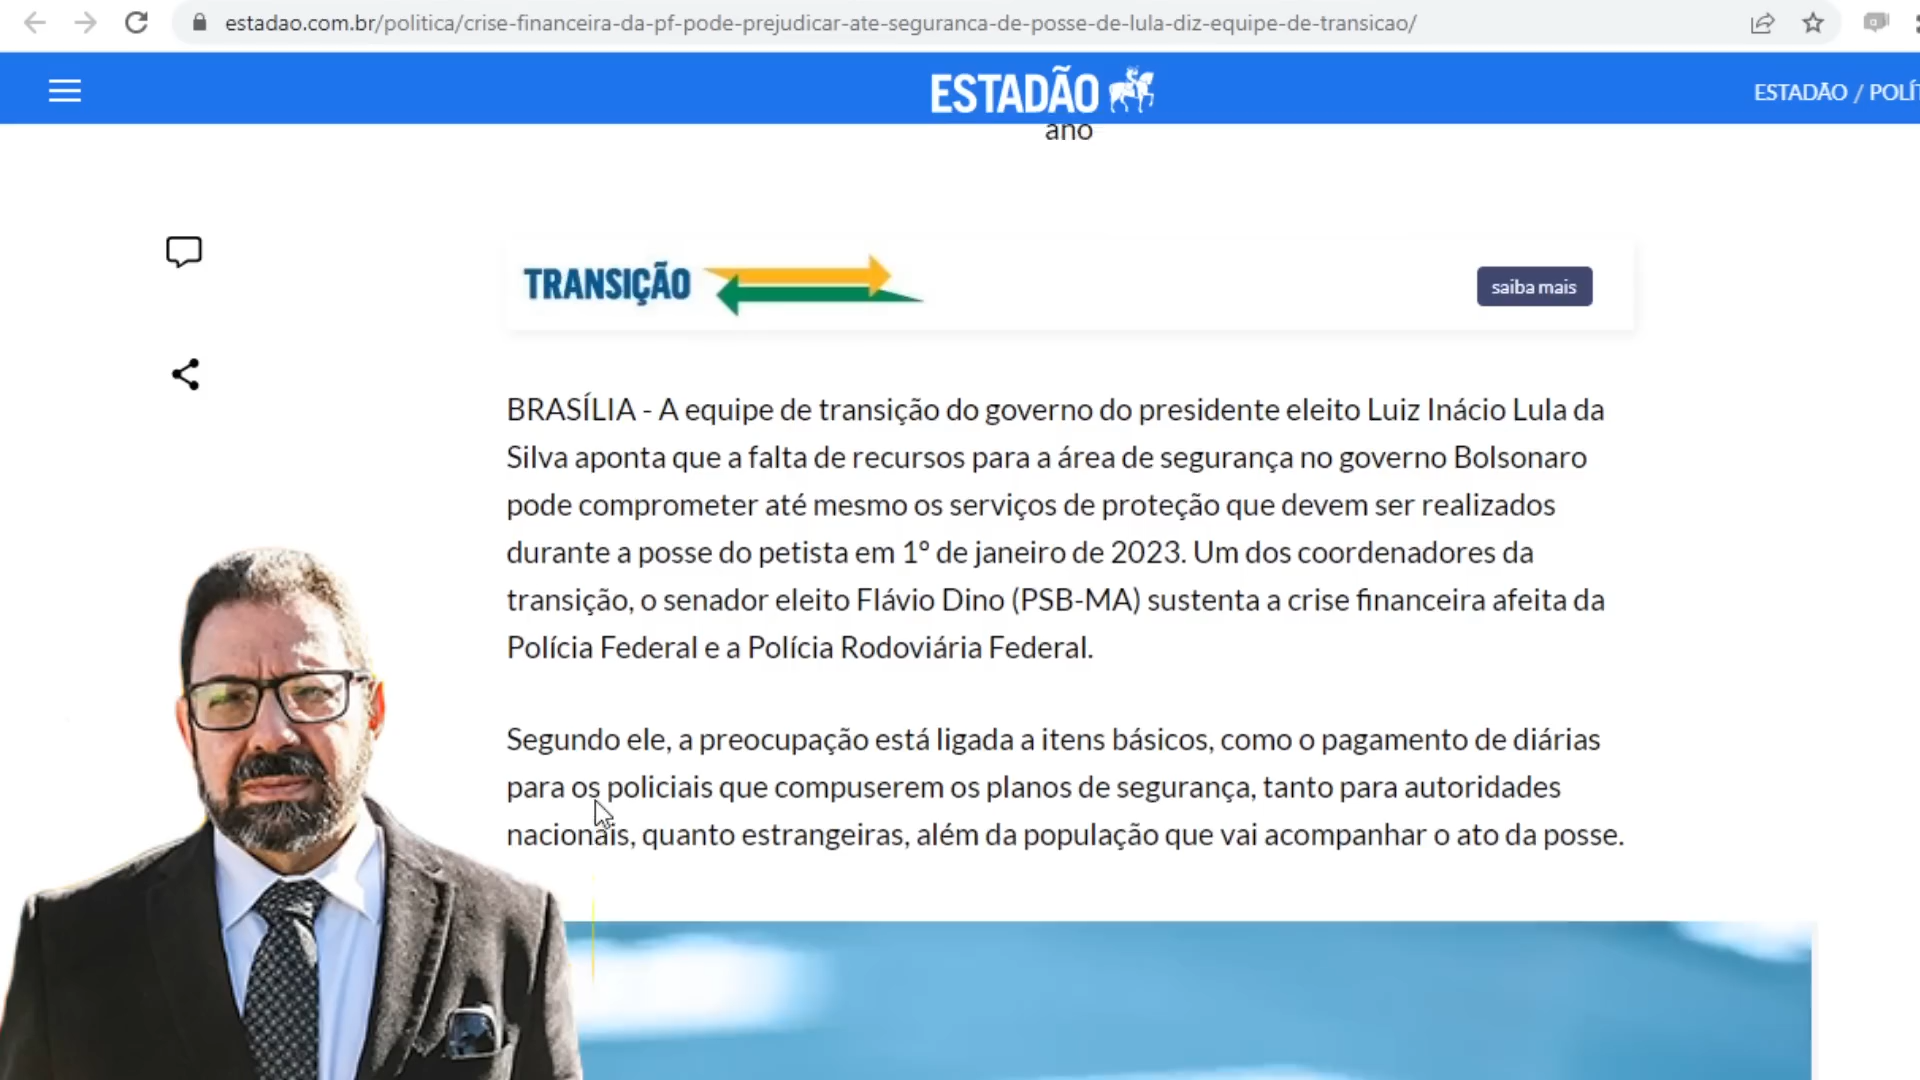 estadao.com.br/politica/crise-financeira-da-pf-pode-prejudicar-ate-seguranca-de-posse-de-lula-diz-equipe-de-transicao/
ESTADÃO
ESTADÃO / POLÍT
ano
TRANSIÇÃO
saiba mais
BRASÍLIA - A equipe de transição do governo do presidente eleito Luiz Inácio Lula da
Silva aponta que a falta de recursos para a área de segurança no governo Bolsonaro
pode comprometer até mesmo os serviços de proteção que devem ser realizados
durante a posse do petista em 1º de janeiro de 2023. Um dos coordenadores da
transição, o senador eleito Flávio Dino (PSB-MA) sustenta a crise financeira afeita da
Polícia Federal e a Polícia Rodoviária Federal.
Segundo ele, a preocupação está ligada a itens básicos, como o pagamento de diárias
para os policiais que compuserem os planos de segurança, tanto para autoridades
nacionais, quanto estrangeiras, além da população que vai acompanhar o ato da posse.